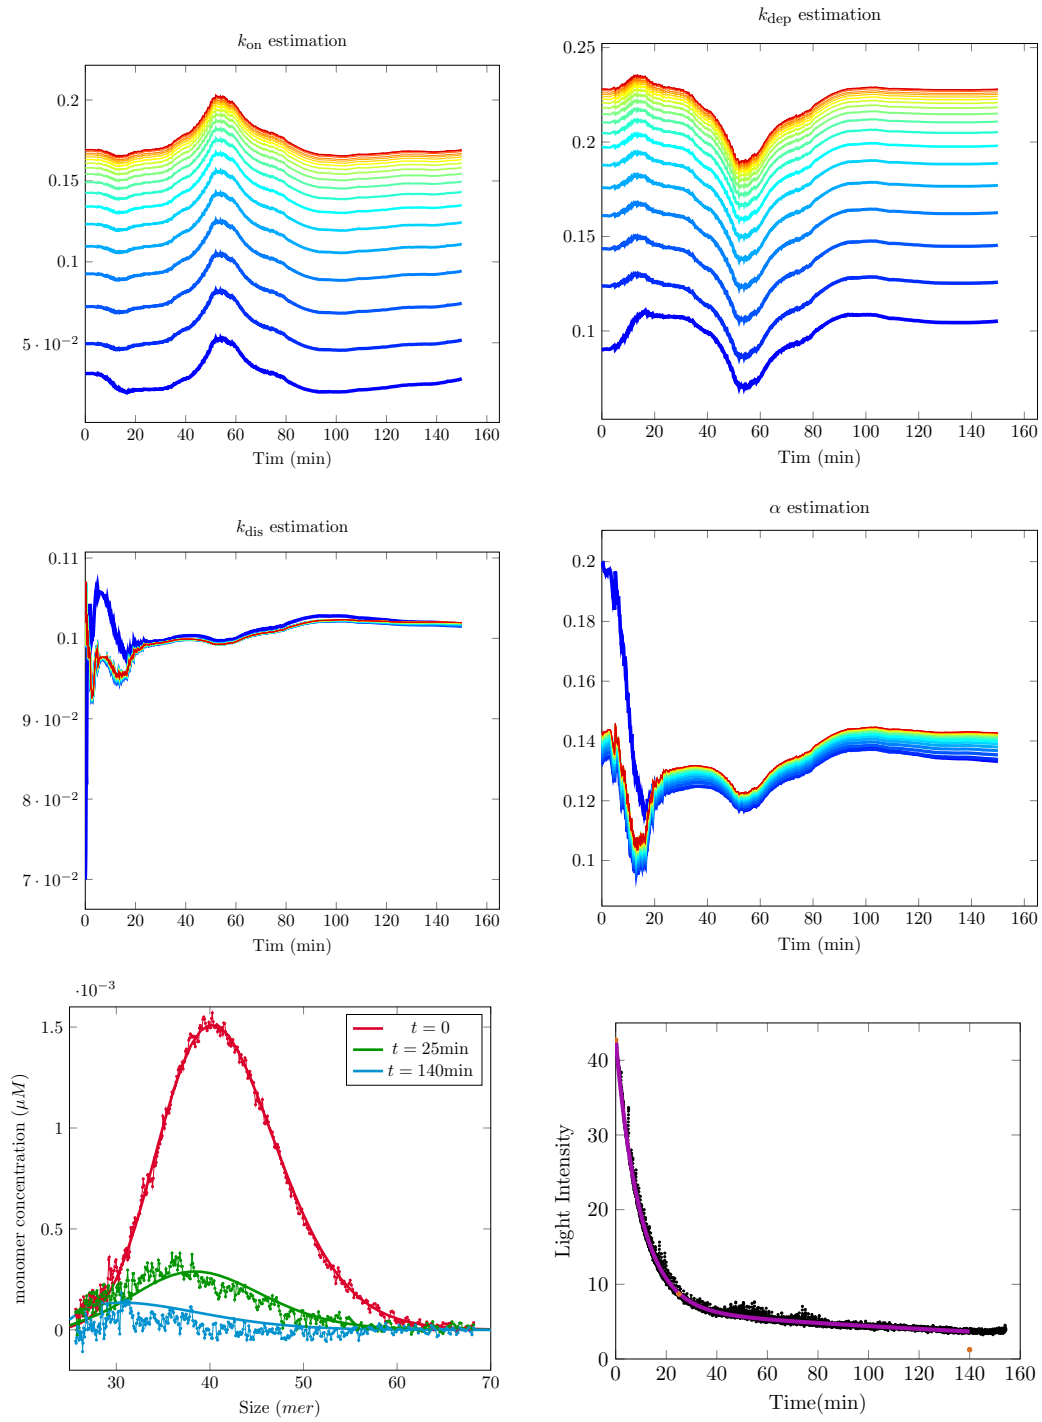 k_on estimation
0.2
0.15
0.1
5 · 10⁻²
0 20 40 60 80 100 120 140 160
Tim (min)
k_dep estimation
0.25
0.2
0.15
0.1
0 20 40 60 80 100 120 140 160
Tim (min)
k_dis estimation
0.11
0.1
9 · 10⁻²
8 · 10⁻²
7 · 10⁻²
0 20 40 60 80 100 120 140 160
Tim (min)
α estimation
0.2
0.18
0.16
0.14
0.12
0.1
0 20 40 60 80 100 120 140 160
Tim (min)
·10⁻³
1.5
1
0.5
0
monomer concentration (μM)
t = 0
t = 25min
t = 140min
30 40 50 60 70
Size (mer)
40
30
20
10
0
Light Intensity
0 20 40 60 80 100 120 140 160
Time(min)